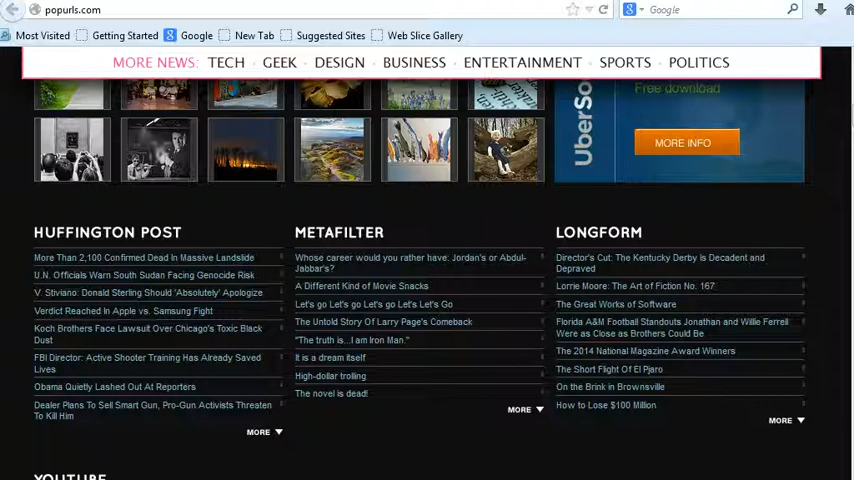 popurls.com
Google
Most Visited
Getting Started
Google
New Tab
Suggested Sites
Web Slice Gallery
MORE NEWS: TECH • GEEK • DESIGN • BUSINESS • ENTERTAINMENT • SPORTS • POLITICS
Free download
UberSo
MORE INFO
HUFFINGTON POST
More Than 2,100 Confirmed Dead In Massive Landslide
U.N. Officials Warn South Sudan Facing Genocide Risk
V. Stiviano: Donald Sterling Should 'Absolutely' Apologize
Verdict Reached In Apple vs. Samsung Fight
Koch Brothers Face Lawsuit Over Chicago's Toxic Black
Dust
FBI Director: Active Shooter Training Has Already Saved
Lives
Obama Quietly Lashed Out At Reporters
Dealer Plans To Sell Smart Gun, Pro-Gun Activists Threaten
To Kill Him
MORE
METAFILTER
Whose career would you rather have: Jordan's or Abdul-
Jabbar's?
A Different Kind of Movie Snacks
Let's go Let's go Let's go Let's Let's Go
The Untold Story Of Larry Page's Comeback
"The truth is...I am Iron Man."
It is a dream itself
High-dollar trolling
The novel is dead!
MORE
LONGFORM
Director's Cut: The Kentucky Derby Is Decadent and
Depraved
Lorrie Moore: The Art of Fiction No. 167
The Great Works of Software
Florida A&M Football Standouts Jonathan and Willie Ferrell
Were as Close as Brothers Could Be
The 2014 National Magazine Award Winners
The Short Flight Of El Pjaro
On the Brink in Brownsville
How to Lose $100 Million
MORE
YOUTUBE